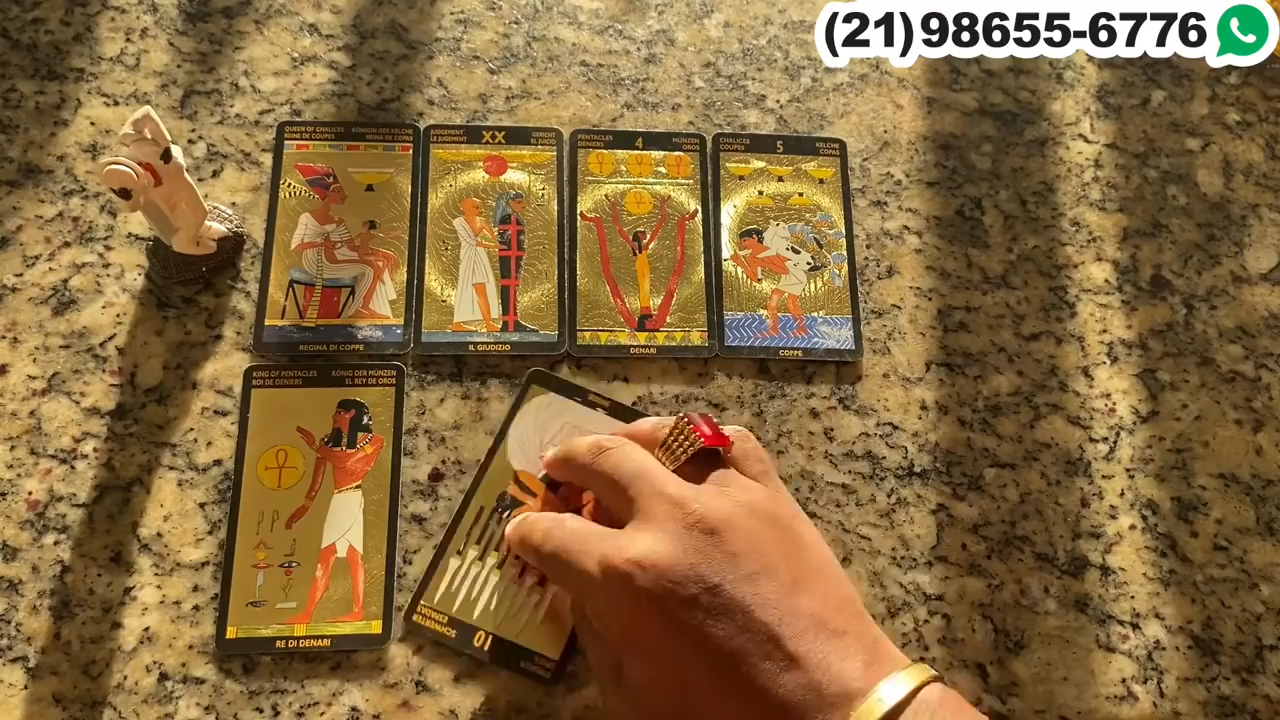 (21)98655-6776
QUEEN OF CHALICES KÖNIGIN DER KELCHE
REINE DE COUPES REINA DE COPAS
REGINA DI COPPE
JUDGEMENT XX GERICHT
LE JUGEMENT EL JUICIO
IL GIUDIZIO
PENTACLES 4 MÜNZEN
DENIERS OROS
DENARI
CHALICES 5 KELCHE
COUPES COPAS
COPPE
KING OF PENTACLES KÖNIG DER MÜNZEN
ROI DE DENIERS EL REY DE OROS
RE DI DENARI
10 SCHWERTER
ESPADAS